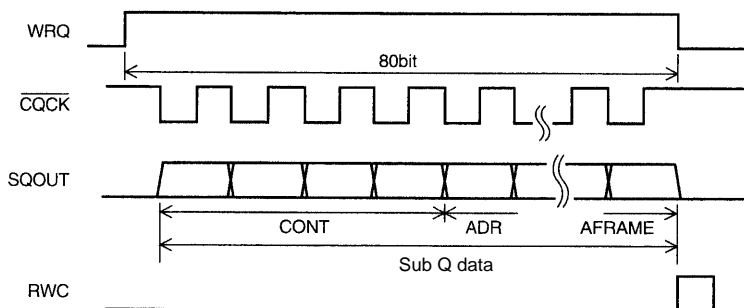 WRQ
80bit
CQCK
SQOUT
CONT
ADR
AFRAME
Sub Q data
RWC